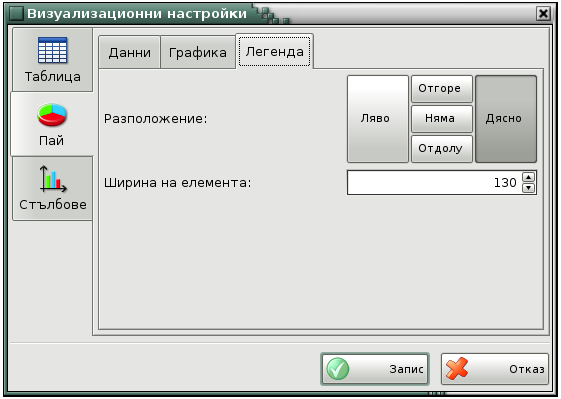 Визуализационни настройки
Таблица
Пай
Стълбове
Данни Графика Легенда
Разположение:
Ляво
Отгоре
Няма
Отдолу
Дясно
Ширина на елемента:
130
Запис
Отказ